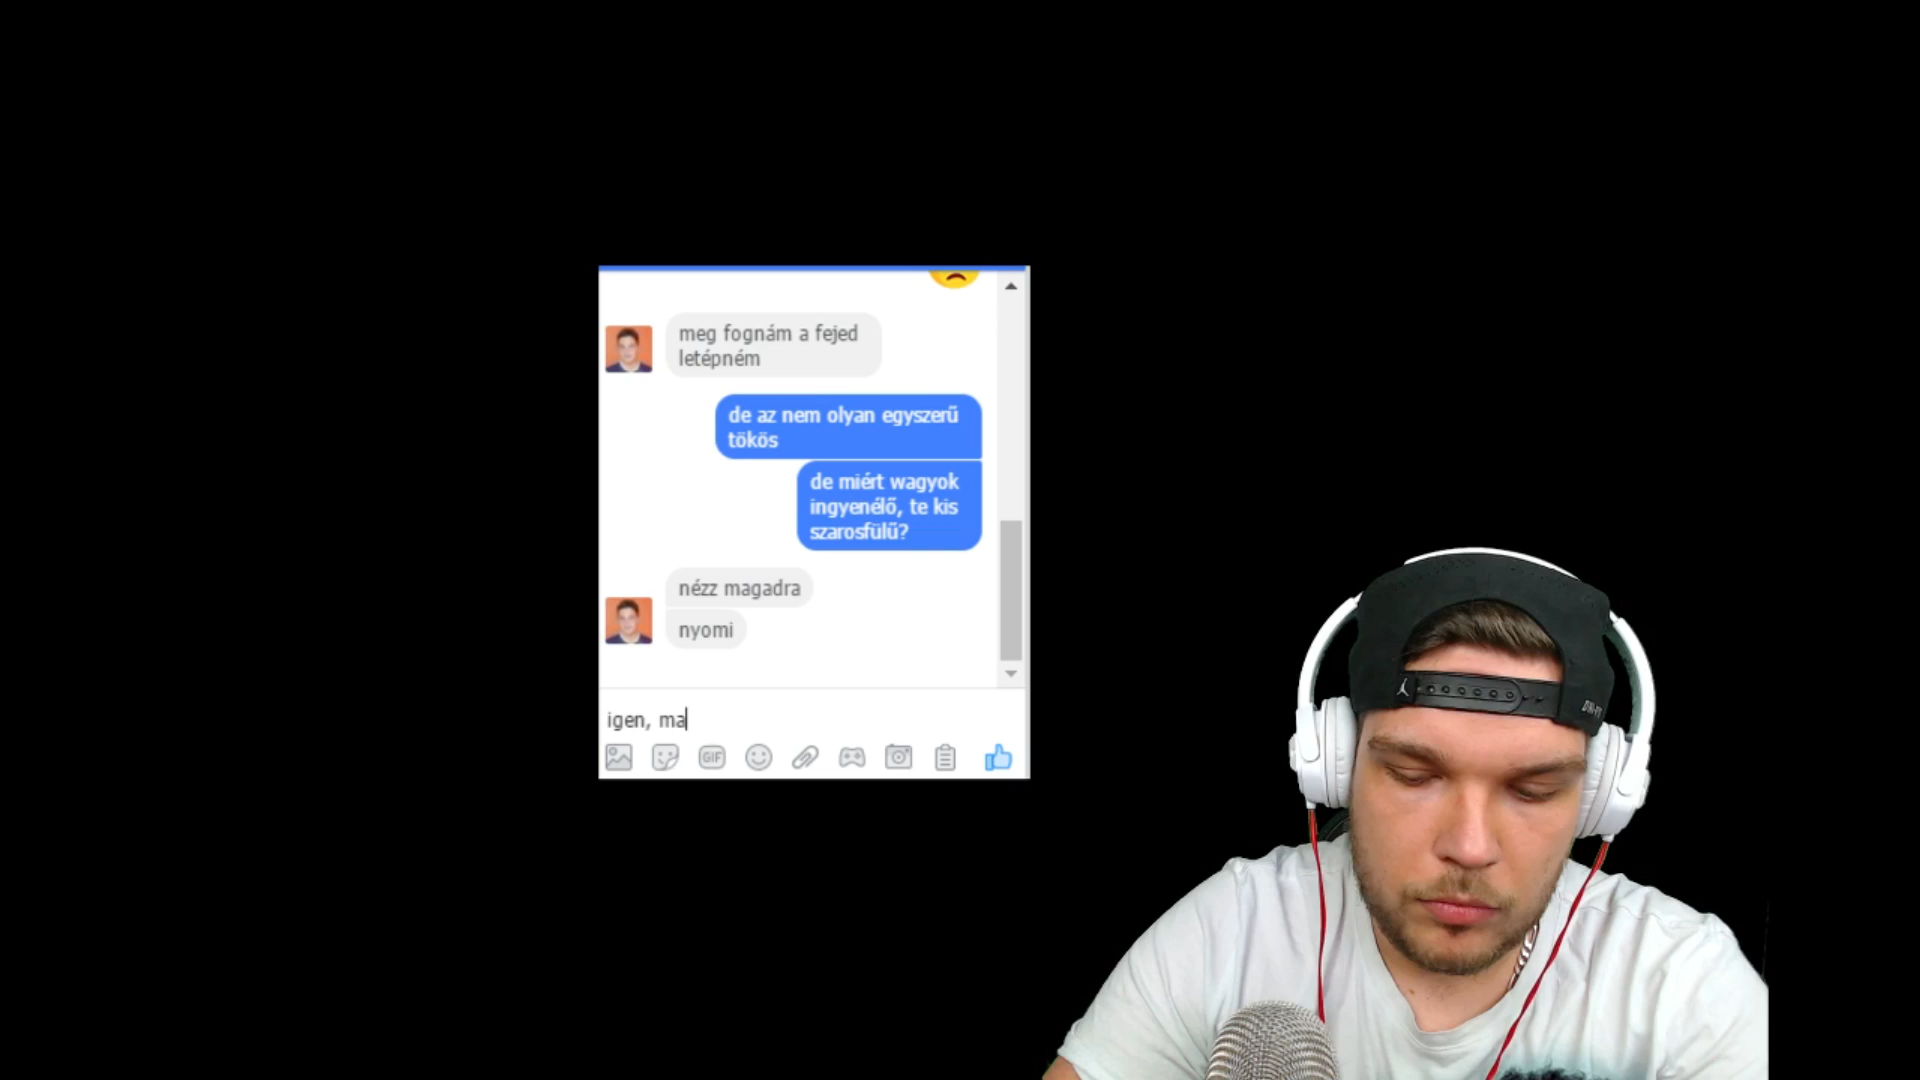 meg fognám a fejed
letépném
de az nem olyan egyszerű
tökös
de miért wagyok
ingyenélő, te kis
szarosfülű?
nézz magadra
nyomi
igen, ma
GIF